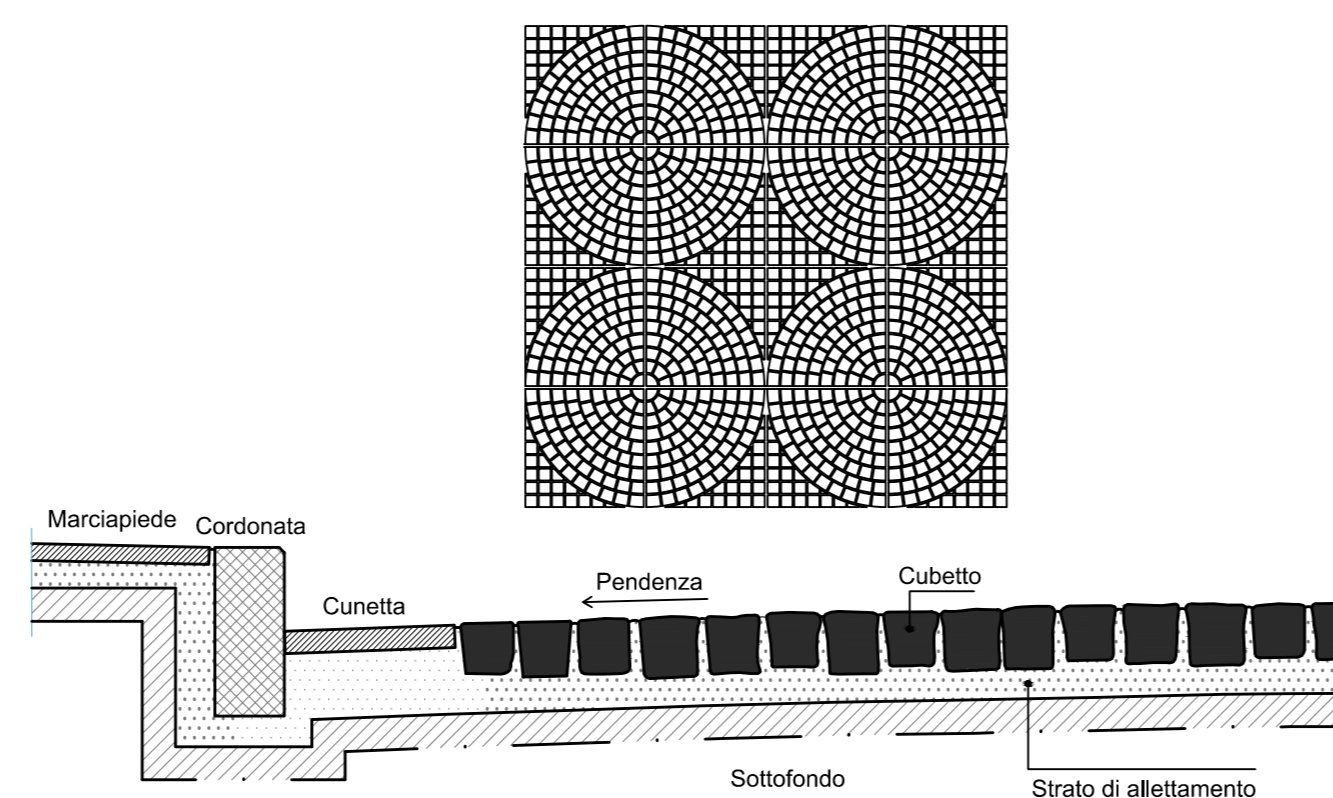 Marciapiede
Cordonata
Cunetta
Pendenza
Cubetto
Sottofondo
Strato di allettamento